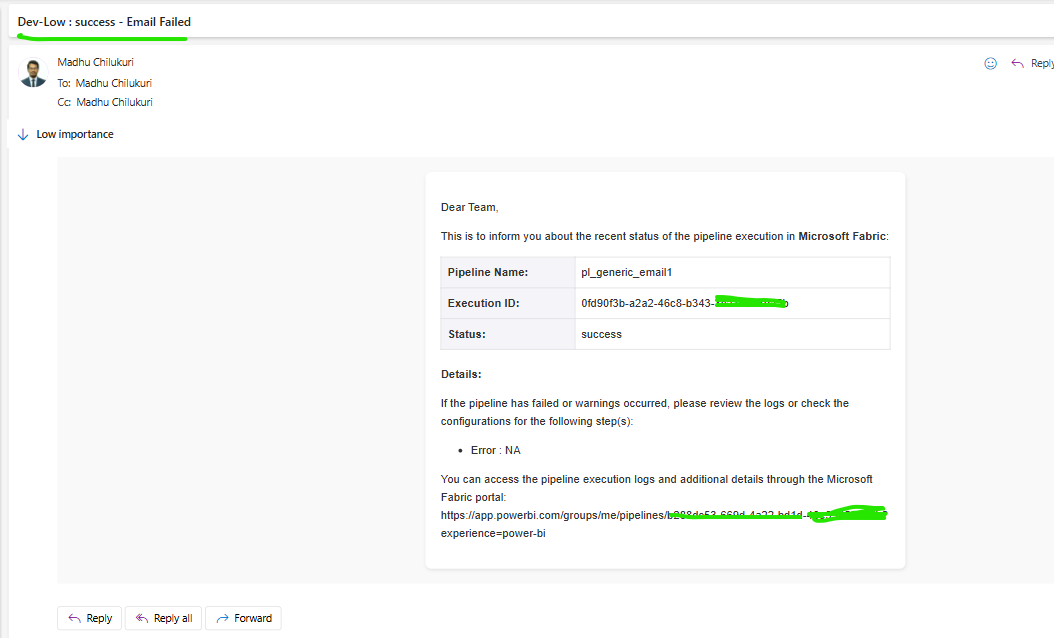 Dev-Low : success - Email Failed
Madhu Chilukuri
To: Madhu Chilukuri
Cc: Madhu Chilukuri
Reply
Low importance
Dear Team,
This is to inform you about the recent status of the pipeline execution in Microsoft Fabric:
Pipeline Name: pl_generic_email1
Execution ID: 0fd90f3b-a2a2-46c8-b343-
Status: success
Details:
If the pipeline has failed or warnings occurred, please review the logs or check the
configurations for the following step(s):
• Error : NA
You can access the pipeline execution logs and additional details through the Microsoft
Fabric portal:
https://app.powerbi.com/groups/me/pipelines/
experience=power-bi
Reply
Reply all
Forward